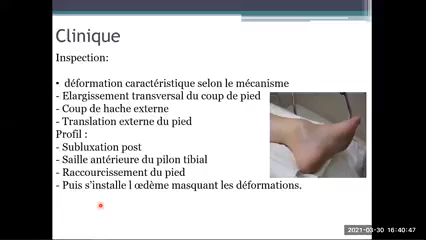 Clinique
Inspection:
• déformation caractéristique selon le mécanisme
- Elargissement transversal du coup de pied
- Coup de hache externe
- Translation externe du pied
Profil :
- Subluxation post
- Saille antérieure du pilon tibial
- Raccourcissement du pied
- Puis s'installe l œdème masquant les déformations.
2021-03-30 16:40:47